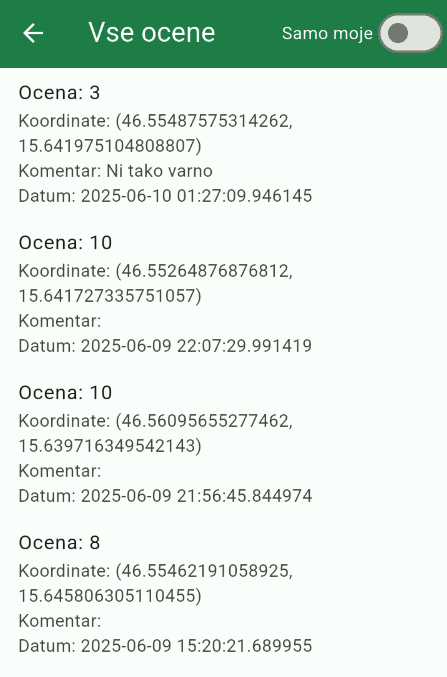 Vse ocene
Samo moje
Ocena: 3
Koordinate: (46.55487575314262,
15.641975104808807)
Komentar: Ni tako varno
Datum: 2025-06-10 01:27:09.946145
Ocena: 10
Koordinate: (46.55264876876812,
15.641727335751057)
Komentar:
Datum: 2025-06-09 22:07:29.991419
Ocena: 10
Koordinate: (46.56095655277462,
15.639716349542143)
Komentar:
Datum: 2025-06-09 21:56:45.844974
Ocena: 8
Koordinate: (46.55462191058925,
15.645806305110455)
Komentar:
Datum: 2025-06-09 15:20:21.689955